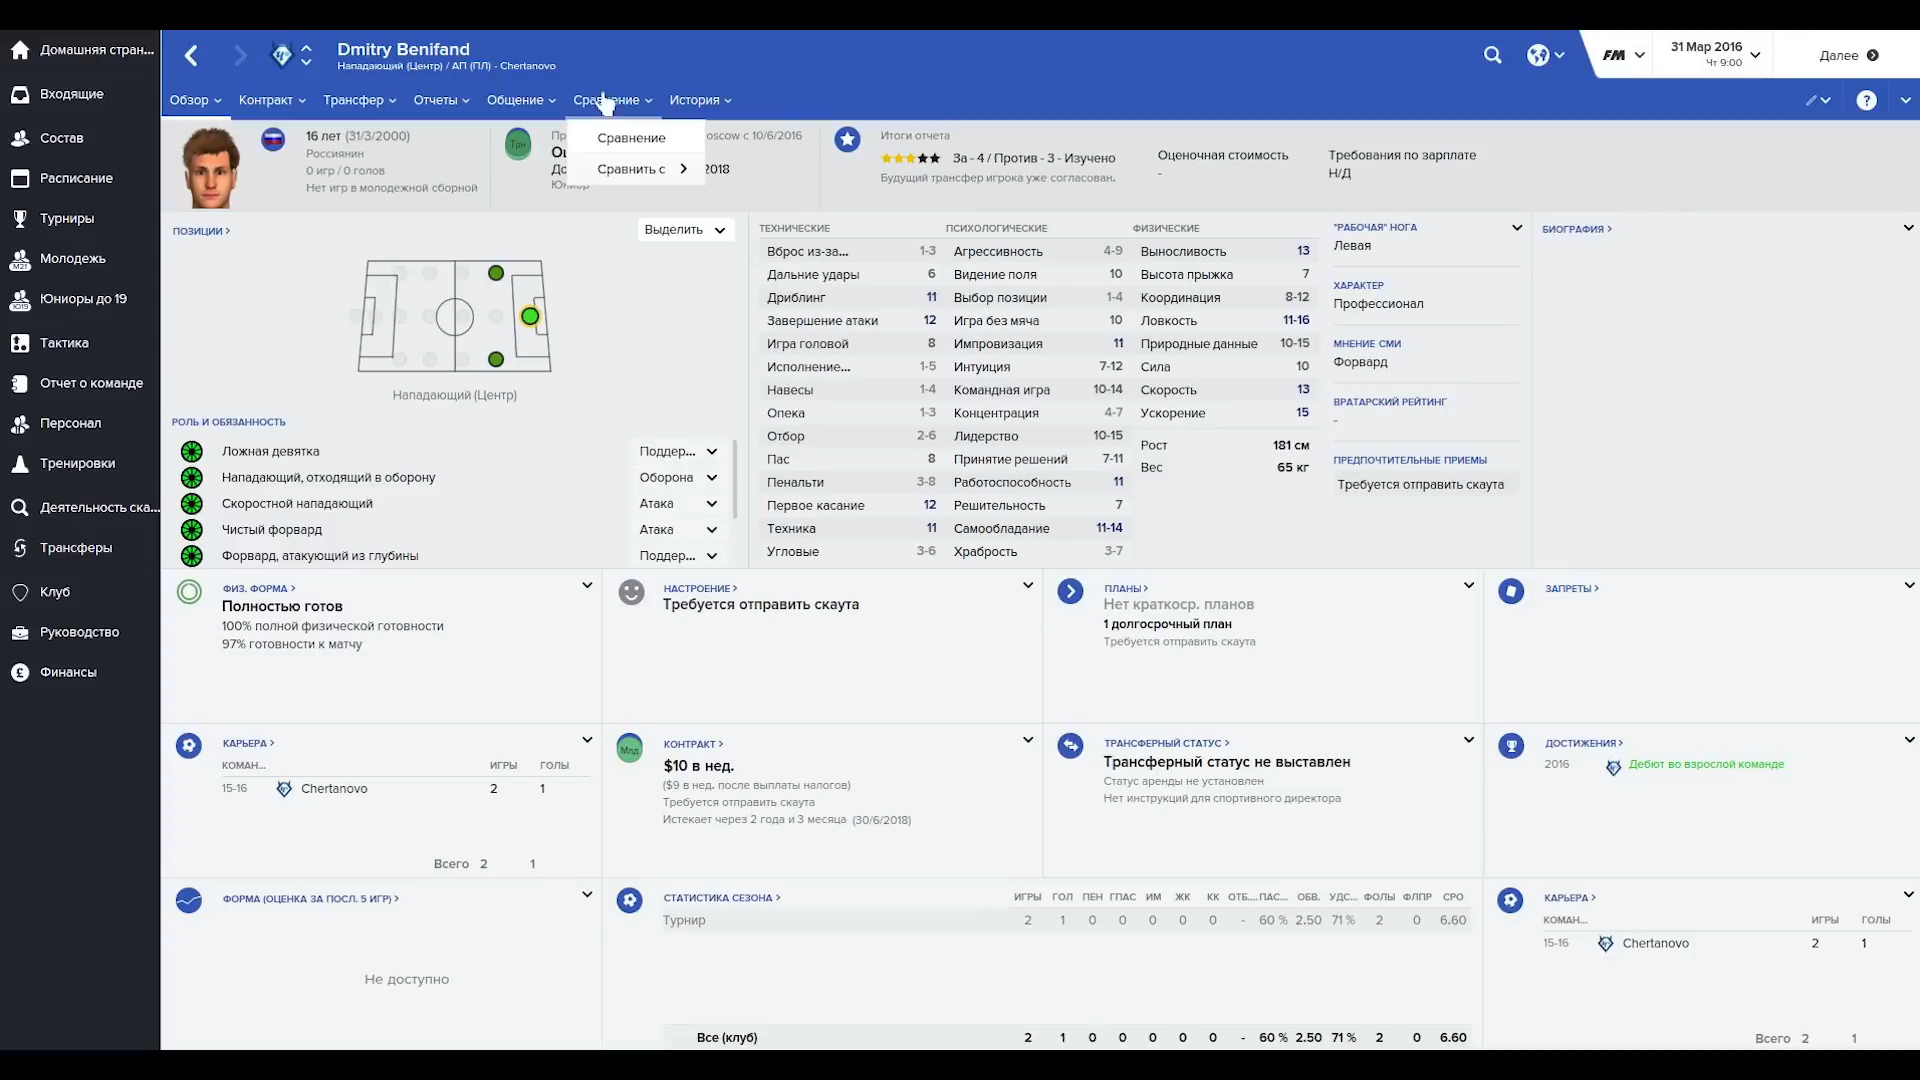 Домашняя стран...
Входящие
Состав
Расписание
Турниры
Молодежь
Юниоры до 19
Тактика
Отчет о команде
Персонал
Тренировки
Деятельность ска...
Трансферы
Клуб
Руководство
Финансы
Dmitry Benifand
Нападающий (Центр) / АП (ПЛ) - Chertanovo
FM
31 Мар 2016
Чт 9:00
Далее
Обзор Контракт Трансфер Отчеты Общение Сравнение История
Сравнение
Сравнить с
16 лет (31/3/2000)
Россиянин
0 игр / 0 голов
Нет игр в молодежной сборной
Трн
oscow с 10/6/2016
2018
Итоги отчета
За - 4 / Против - 3 - Изучено
Будущий трансфер игрока уже согласован.
Оценочная стоимость
-
Требования по зарплате
Н/Д
ПОЗИЦИИ >
Выделить
Нападающий (Центр)
РОЛЬ И ОБЯЗАННОСТЬ
Ложная девятка Поддер...
Нападающий, отходящий в оборону Оборона
Скоростной нападающий Атака
Чистый форвард Атака
Форвард, атакующий из глубины Поддер...
ТЕХНИЧЕСКИЕ
Вброс из-за... 1-3
Дальние удары 6
Дриблинг 11
Завершение атаки 12
Игра головой 8
Исполнение... 1-5
Навесы 1-4
Опека 1-3
Отбор 2-6
Пас 8
Пенальти 3-8
Первое касание 12
Техника 11
Угловые 3-6
ПСИХОЛОГИЧЕСКИЕ
Агрессивность 4-9
Видение поля 10
Выбор позиции 1-4
Игра без мяча 10
Импровизация 11
Интуиция 7-12
Командная игра 10-14
Концентрация 4-7
Лидерство 10-15
Принятие решений 7-11
Работоспособность 11
Решительность 7
Самообладание 11-14
Храбрость 3-7
ФИЗИЧЕСКИЕ
Выносливость 13
Высота прыжка 7
Координация 8-12
Ловкость 11-16
Природные данные 10-15
Сила 10
Скорость 13
Ускорение 15
Рост 181 см
Вес 65 кг
"РАБОЧАЯ" НОГА
Левая
ХАРАКТЕР
Профессионал
МНЕНИЕ СМИ
Форвард
ВРАТАРСКИЙ РЕЙТИНГ
-
ПРЕДПОЧТИТЕЛЬНЫЕ ПРИЕМЫ
Требуется отправить скаута
БИОГРАФИЯ >
ФИЗ. ФОРМА >
Полностью готов
100% полной физической готовности
97% готовности к матчу
НАСТРОЕНИЕ >
Требуется отправить скаута
ПЛАНЫ >
Нет краткоср. планов
1 долгосрочный план
Требуется отправить скаута
ЗАПРЕТЫ >
КАРЬЕРА >
КОМАН... ИГРЫ ГОЛЫ
15-16 Chertanovo 2 1
Всего 2 1
Млд
КОНТРАКТ >
$10 в нед.
($9 в нед. после выплаты налогов)
Требуется отправить скаута
Истекает через 2 года и 3 месяца (30/6/2018)
ТРАНСФЕРНЫЙ СТАТУС >
Трансферный статус не выставлен
Статус аренды не установлен
Нет инструкций для спортивного директора
ДОСТИЖЕНИЯ >
2016 Дебют во взрослой команде
ФОРМА (ОЦЕНКА ЗА ПОСЛ. 5 ИГР) >
Не доступно
СТАТИСТИКА СЕЗОНА > ИГРЫ ГОЛ ПЕН ГПАС ИМ ЖК КК ОТБ.... ПАС... ОБВ. УДС... ФОЛЫ ФЛПР СРО
Турнир 2 1 0 0 0 0 0 - 60 % 2.50 71 % 2 0 6.60
Все (клуб) 2 1 0 0 0 0 0 - 60 % 2.50 71 % 2 0 6.60
КАРЬЕРА >
КОМАН... ИГРЫ ГОЛЫ
15-16 Chertanovo 2 1
Всего 2 1